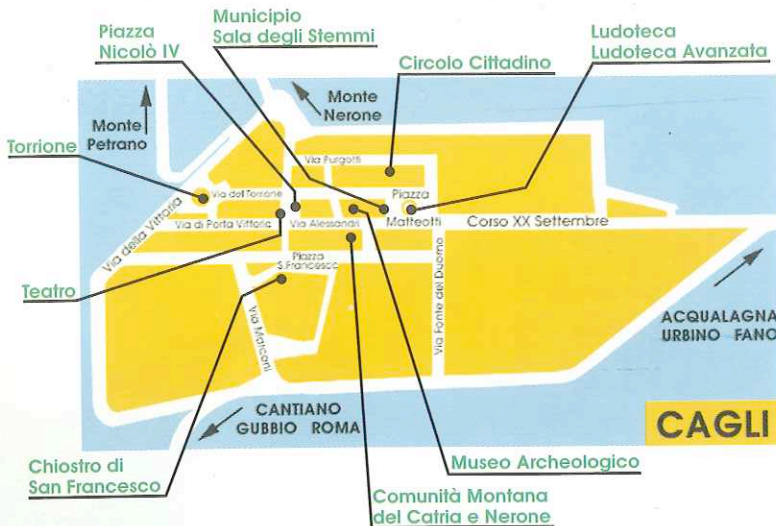 Municipio
Sala degli Stemmi
Piazza
Nicolò IV
Ludoteca
Ludoteca Avanzata
Circolo Cittadino
Monte
Petrano
Monte
Nerone
Torrione
Via Purgotti
Via del Torrione
Piazza
Matteotti
Via della Vittoria
Via di Porta Vittoria
Via Alessandri
Corso XX Settembre
Piazza
S.Francesco
Teatro
Via Marconi
Via Fonte del Duomo
ACQUALAGNA
URBINO FANO
CANTIANO
GUBBIO ROMA
CAGLI
Chiostro di
San Francesco
Museo Archeologico
Comunità Montana
del Catria e Nerone